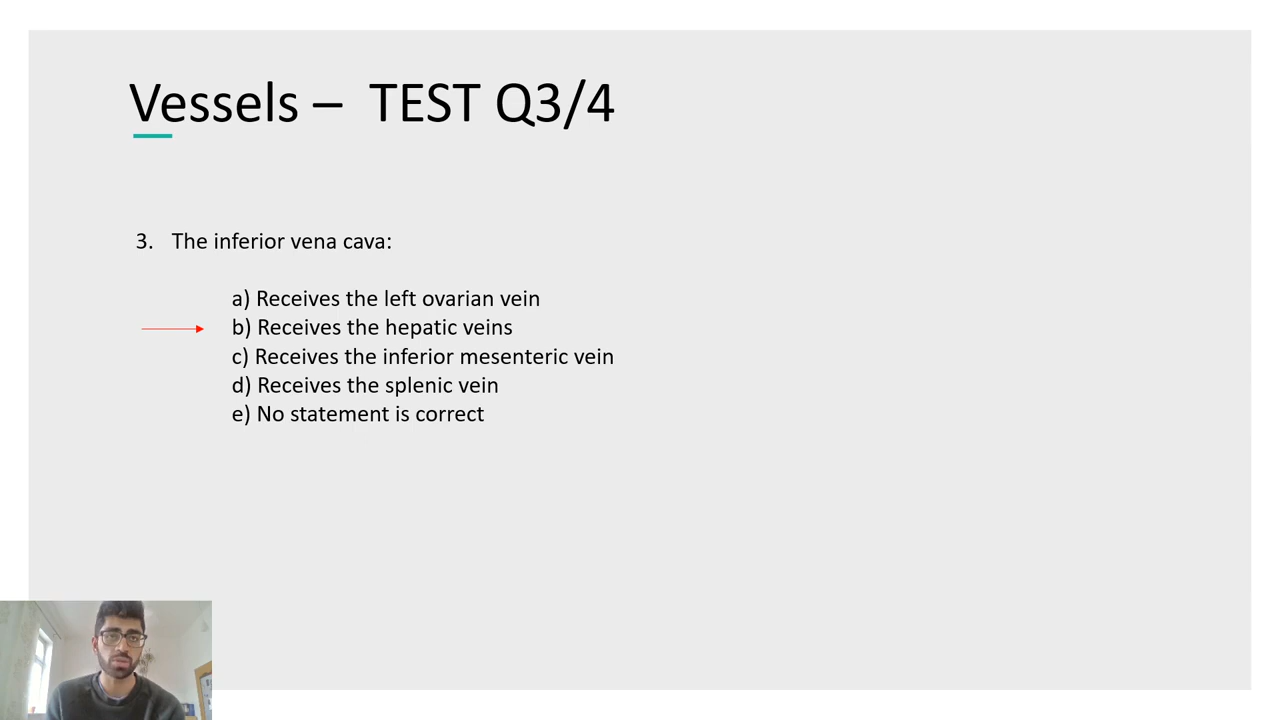 Vessels – TEST Q3/4
3. The inferior vena cava:
a) Receives the left ovarian vein
b) Receives the hepatic veins
c) Receives the inferior mesenteric vein
d) Receives the splenic vein
e) No statement is correct